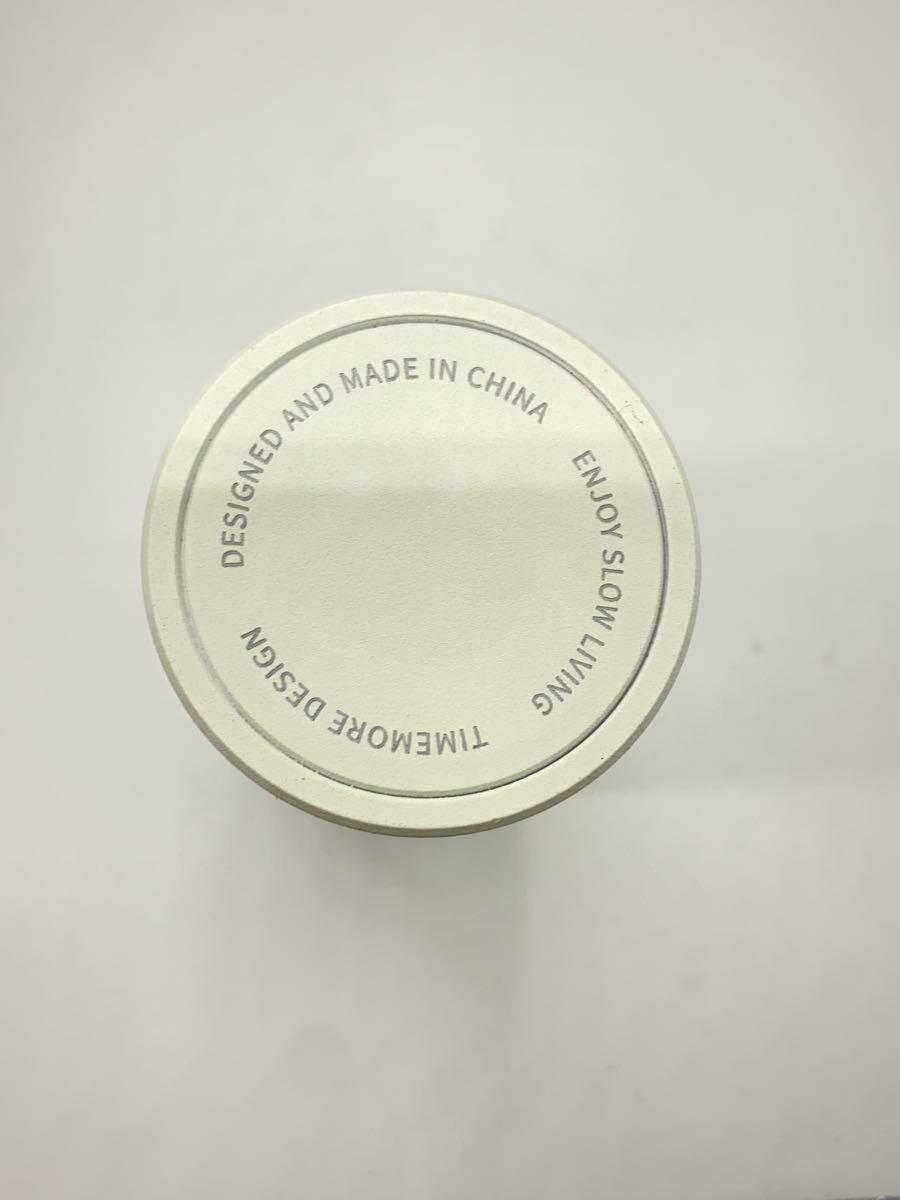 DESIGNED AND MADE IN CHINA
ENJOY SLOW LIVING
TIMEMORE DESIGN